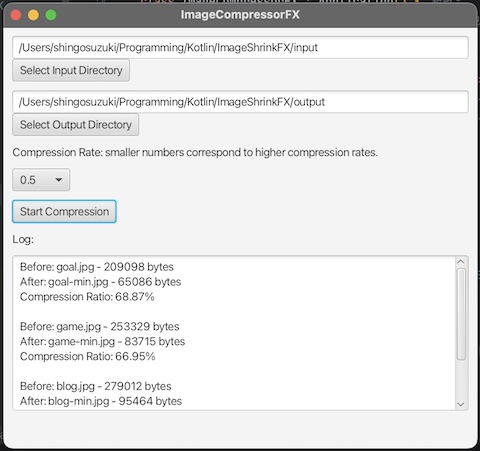 ImageCompressorFX
/Users/shingosuzuki/Programming/Kotlin/ImageShrinkFX/input
Select Input Directory
/Users/shingosuzuki/Programming/Kotlin/ImageShrinkFX/output
Select Output Directory
Compression Rate: smaller numbers correspond to higher compression rates.
0.5
Start Compression
Log:
Before: goal.jpg - 209098 bytes
After: goal-min.jpg - 65086 bytes
Compression Ratio: 68.87%
Before: game.jpg - 253329 bytes
After: game-min.jpg - 83715 bytes
Compression Ratio: 66.95%
Before: blog.jpg - 279012 bytes
After: blog-min.jpg - 95464 bytes